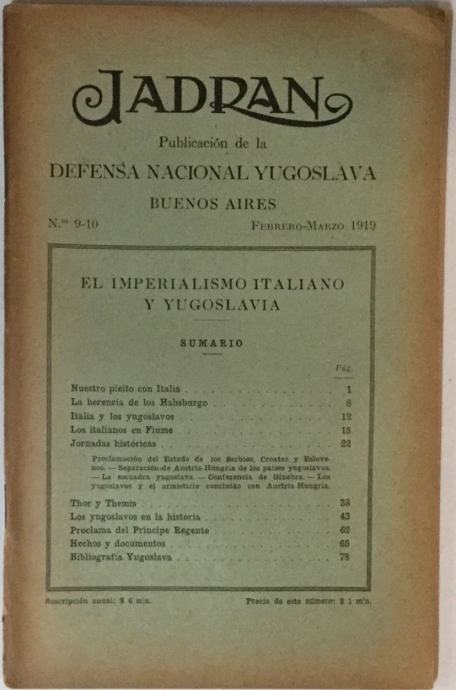 JADRAN
Publicación de la
DEFENSA NACIONAL YUGOSLAVA
BUENOS AIRES
N.os 9-10 FEBRERO-MARZO 1919
EL IMPERIALISMO ITALIANO
Y YUGOSLAVIA
SUMARIO
Pág.
Nuestro pleito con Italia 1
La herencia de los Habsburgo 8
Italia y los yugoslavos 12
Los italianos en Fiume 18
Jornadas históricas 22
Proclamación del Estado de los Serbios, Croatas y Eslove-
nos. — Separación de Austria-Hungria de los países yugoslavos.
— La escuadra yugoslava. — Conferencia de Ginebra. — Los
yugoslavos y el armisticio concluído con Austria-Hungria.
Thor y Themis 38
Los yugoslavos en la historia 43
Proclama del Príncipe Regente 62
Hechos y documentos 65
Bibliografía Yugoslava 78
Suscripción anual: $ 6 m/n. Precio de este número: $ 1 m/n.